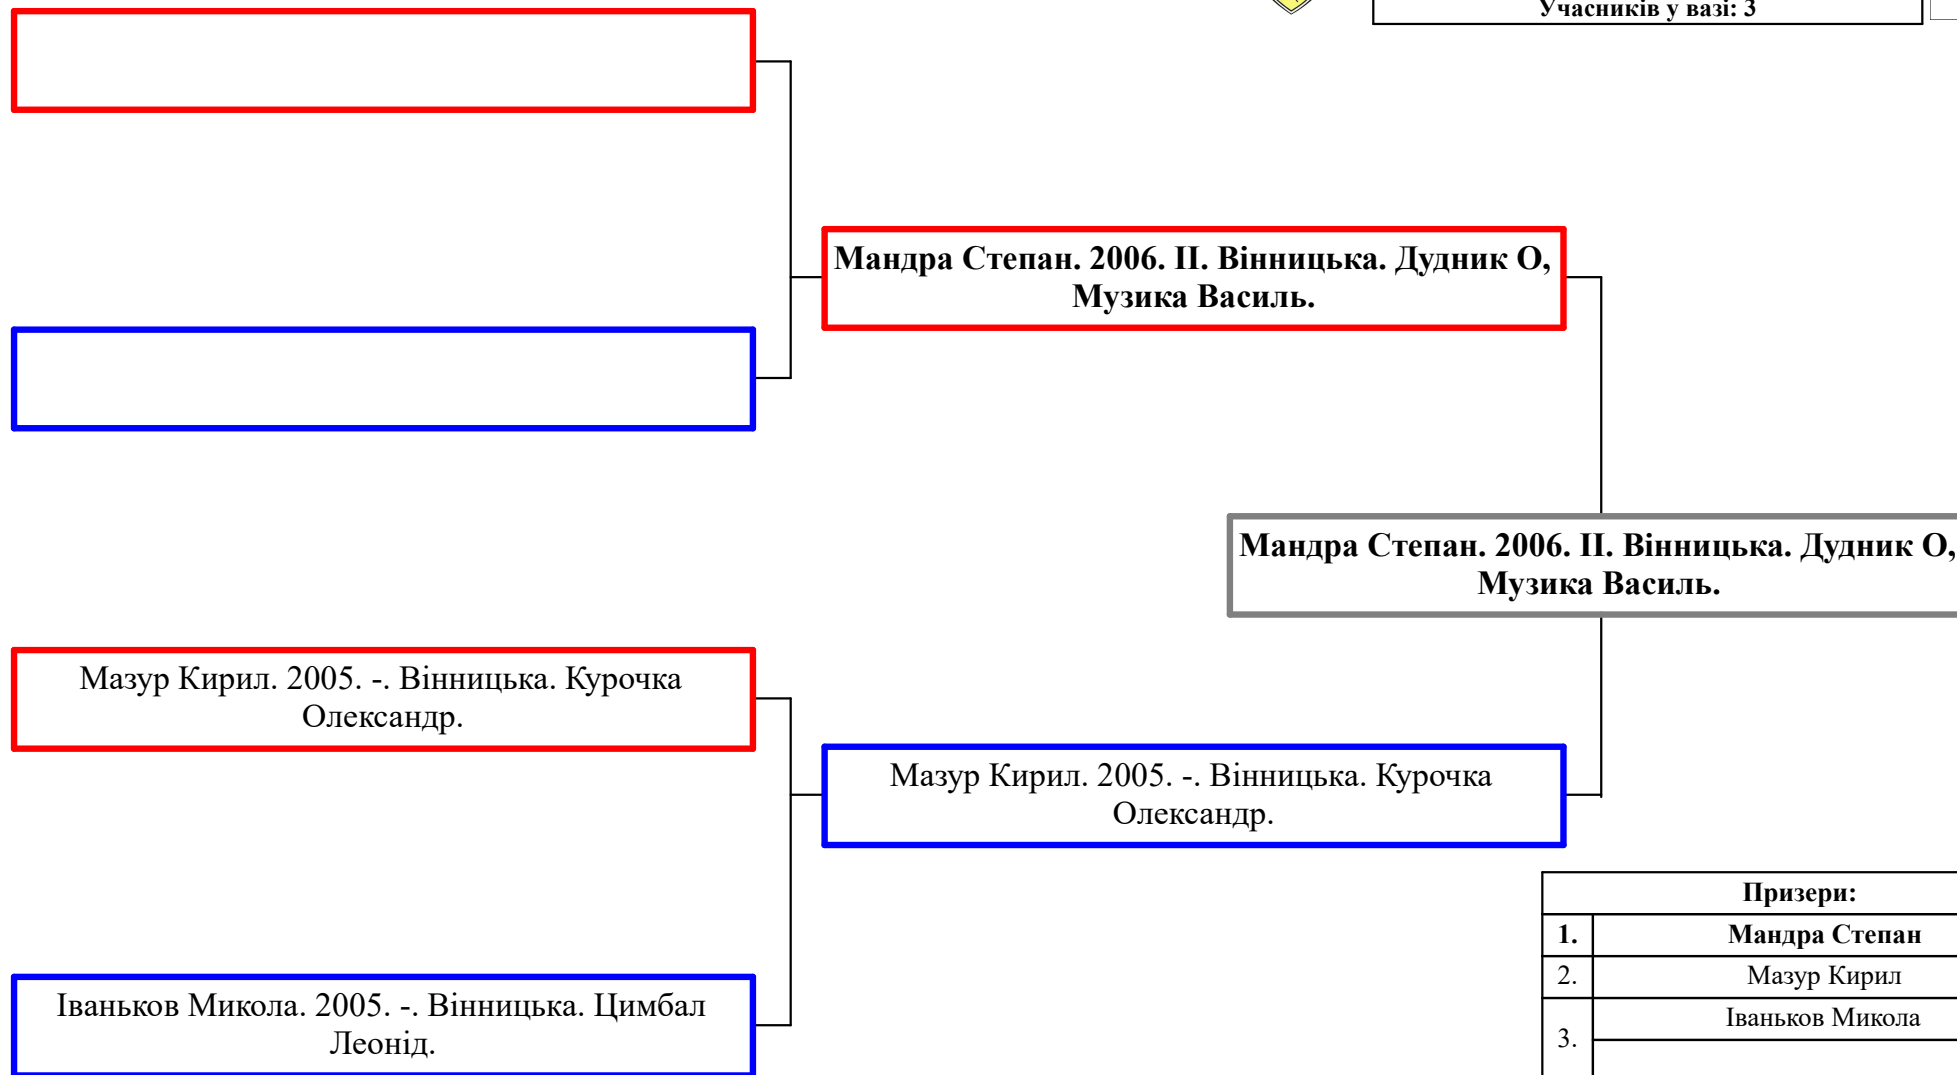 Учасників у вазі: 3
Мандра Степан. 2006. II. Вінницька. Дудник О,
Музика Василь.
Мандра Степан. 2006. II. Вінницька. Дудник О,
Музика Василь.
Мазур Кирил. 2005. -. Вінницька. Курочка
Олександр.
Мазур Кирил. 2005. -. Вінницька. Курочка
Олександр.
Іваньков Микола. 2005. -. Вінницька. Цимбал
Леонід.
Призери:
1. Мандра Степан
2. Мазур Кирил
3. Іваньков Микола